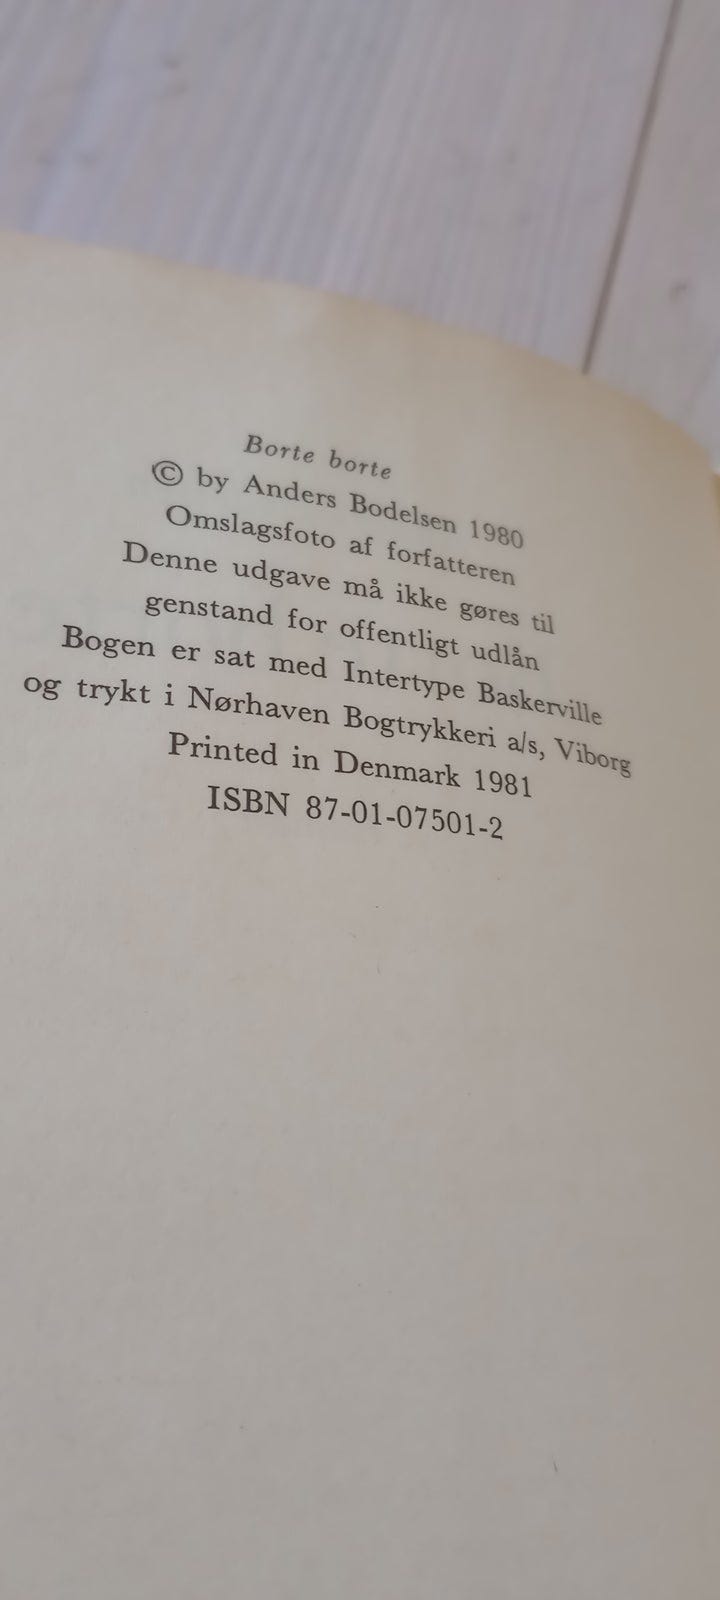 Borte borte
© by Anders Bodelsen 1980
Omslagsfoto af forfatteren
Denne udgave må ikke gøres til
genstand for offentligt udlån
Bogen er sat med Intertype Baskerville
og trykt i Nørhaven Bogtrykkeri a/s, Viborg
Printed in Denmark 1981
ISBN 87-01-07501-2